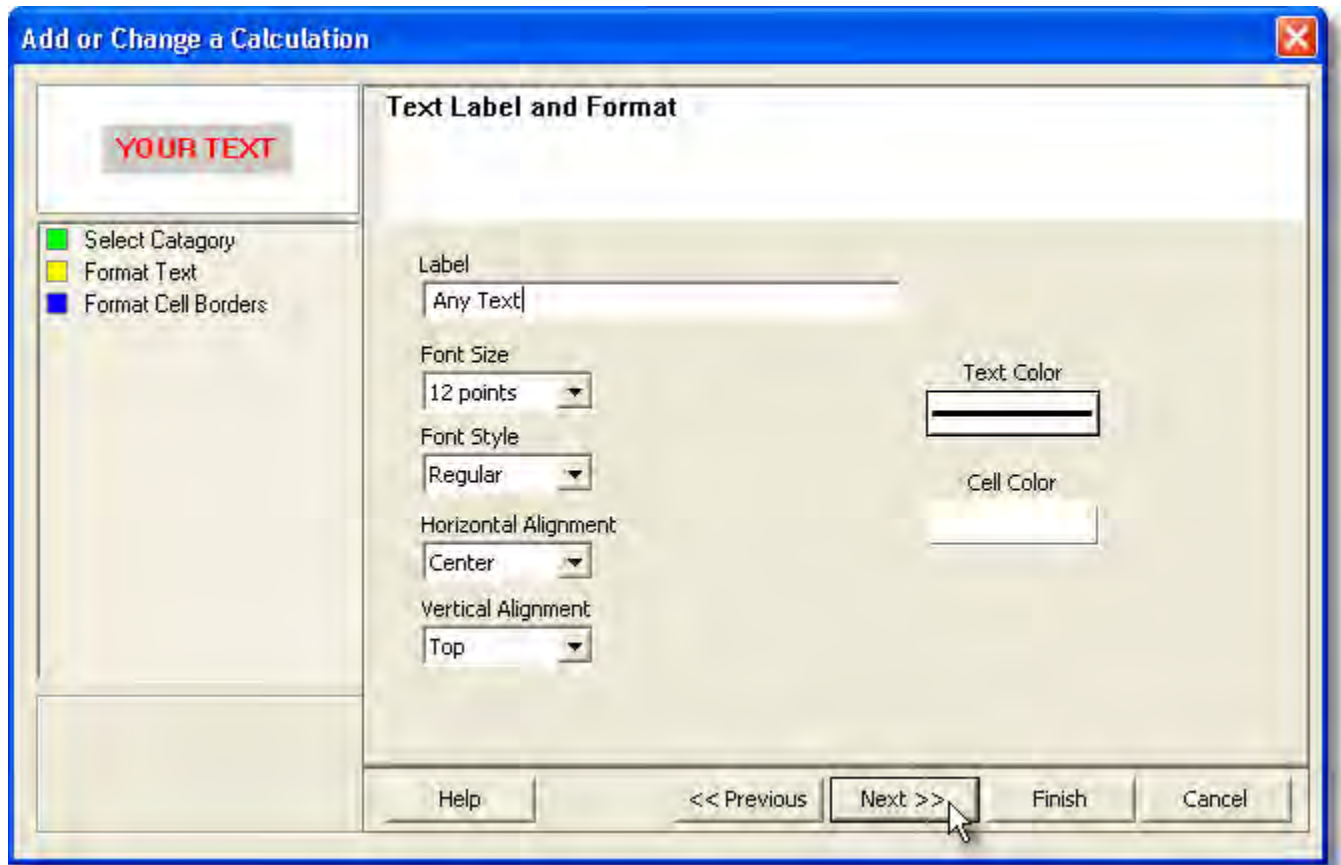 Add or Change a Calculation
YOUR TEXT
Select Catagory
Format Text
Format Cell Borders
Text Label and Format
Label
Any Text
Font Size
12 points
Font Style
Regular
Horizontal Alignment
Center
Vertical Alignment
Top
Text Color
Cell Color
Help
<< Previous
Next >>
Finish
Cancel